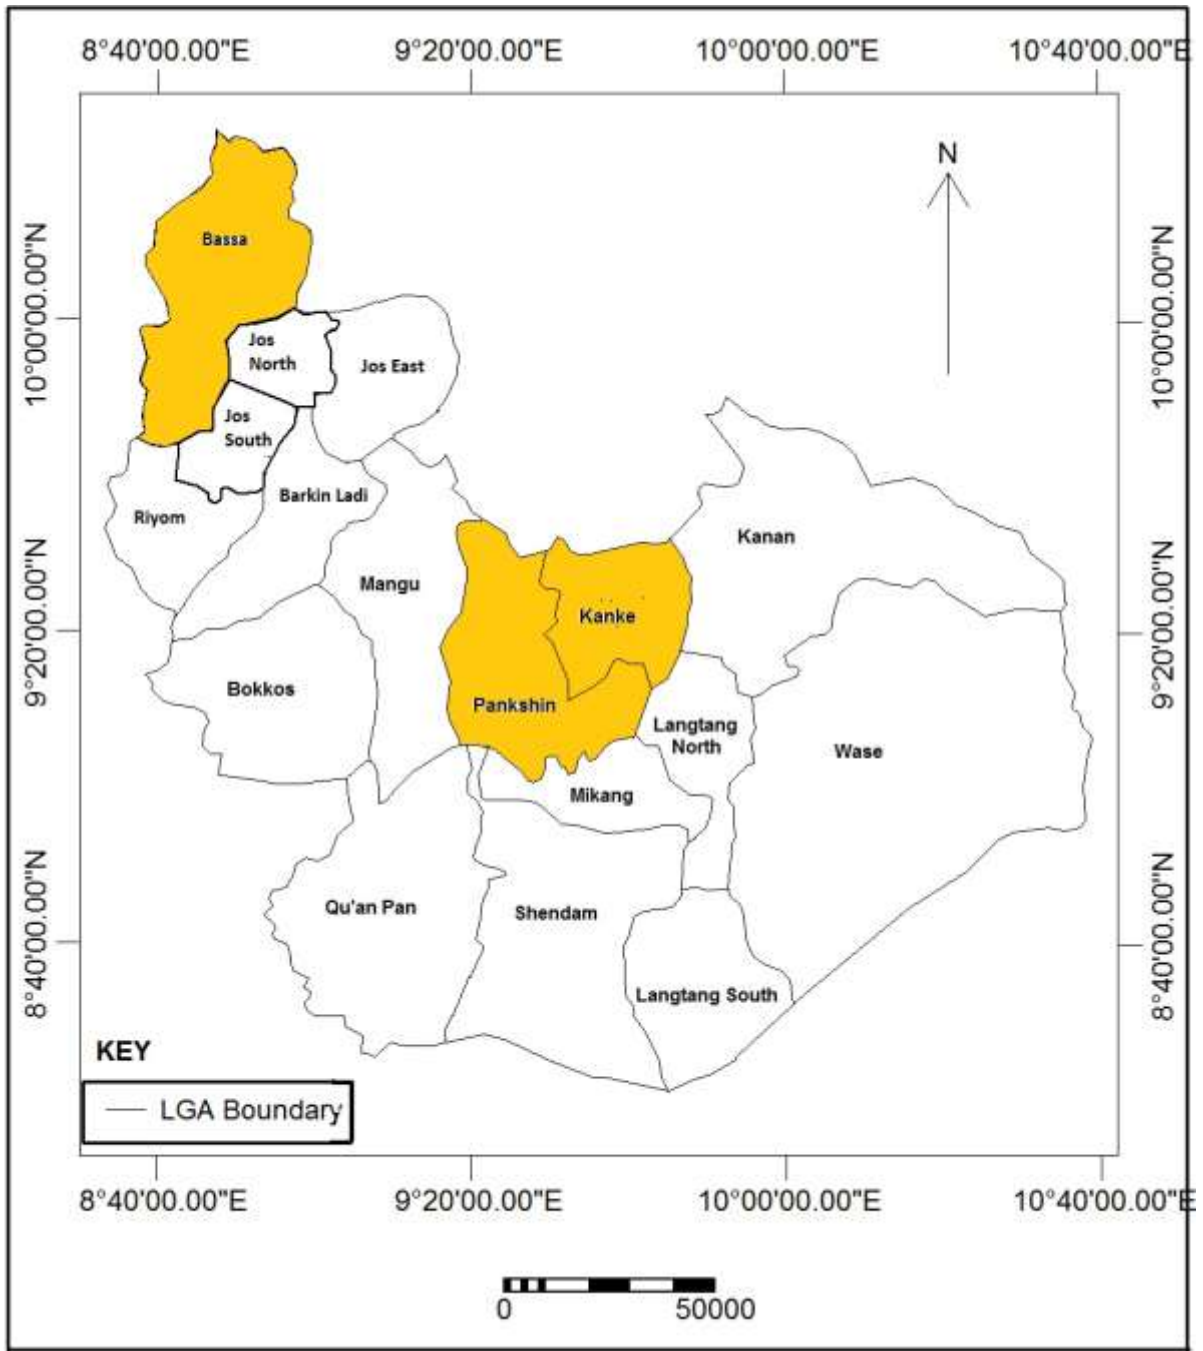 8°40'00.00"E 9°20'00.00"E 10°00'00.00"E 10°40'00.00"E
N
10°00'00.00"N
10°00'00.00"N
Bassa
Jos
North
Jos East
Jos
South
Barkin Ladi
Riyom
Kanan
Mangu
Kanke
9°20'00.00"N
9°20'00.00"N
Bokkos
Pankshin
Langtang
North
Wase
Mikang
Qu'an Pan
Shendam
8°40'00.00"N
8°40'00.00"N
Langtang South
KEY
LGA Boundary
8°40'00.00"E 9°20'00.00"E 10°00'00.00"E 10°40'00.00"E
0 50000